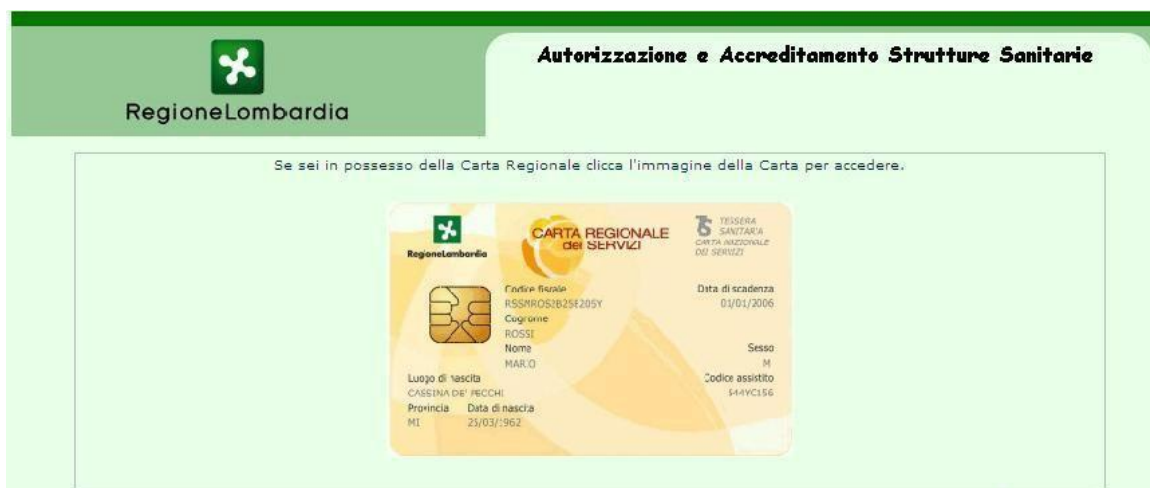 Autorizzazione e Accreditamento Strutture Sanitarie
RegioneLombardia
Se sei in possesso della Carta Regionale clicca l'immagine della Carta per accedere.
RegioneLombardia
CARTA REGIONALE
dei SERVIZI
TESSERA
SANITARIA
CARTA NAZIONALE
DEI SERVIZI
Codice fiscale
Data di scadenza
01/01/2006
Cognome
ROSSI
Nome
Sesso
MARIO
M
Luogo di nascita
Codice assistito
CASSINA DE' PECCHI
Provincia Data di nascita
MI 25/03/1962